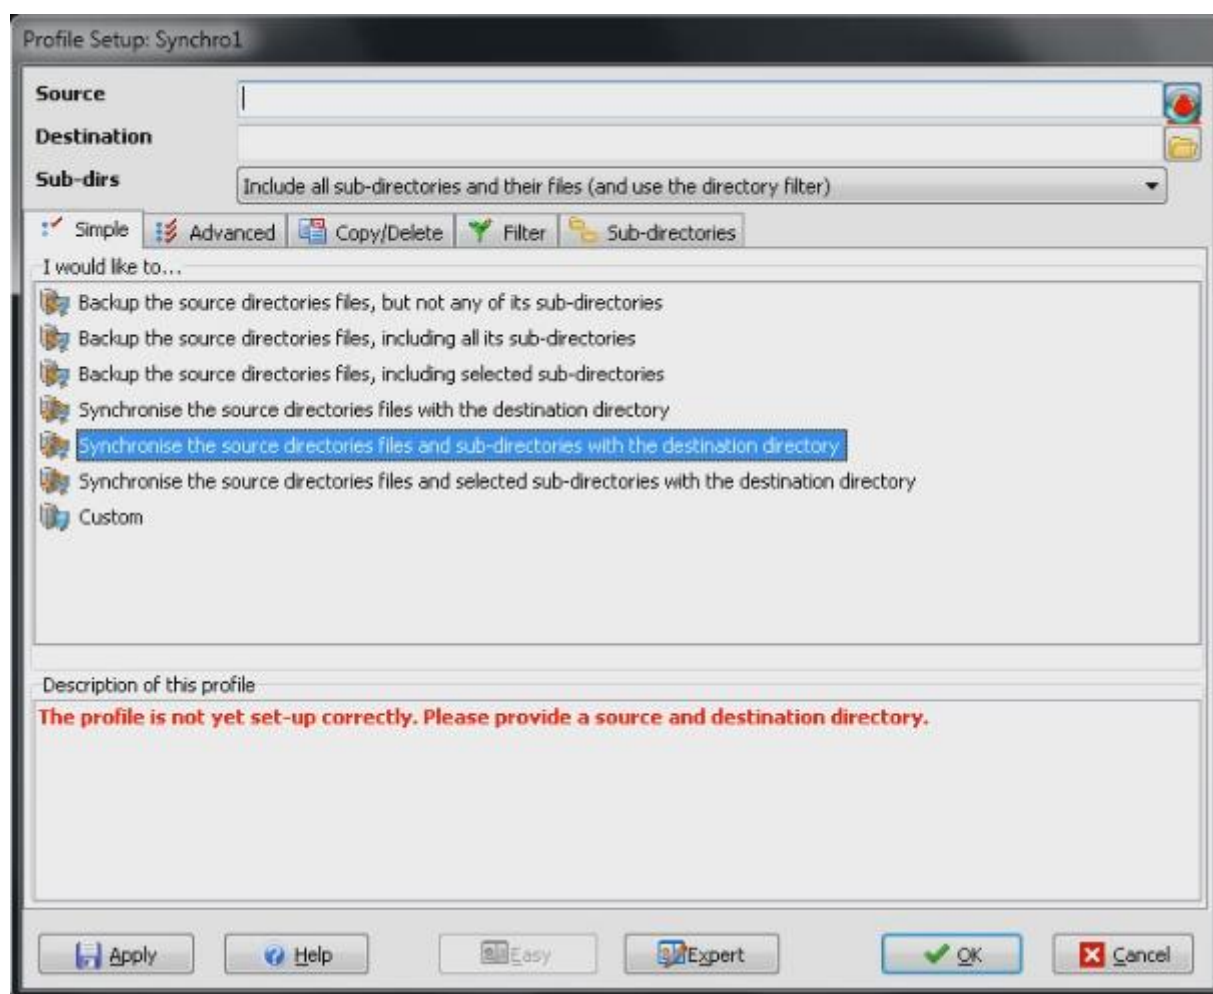 Profile Setup: Synchro1
Source
Destination
Sub-dirs Include all sub-directories and their files (and use the directory filter)
Simple Advanced Copy/Delete Filter Sub-directories
I would like to...
Backup the source directories files, but not any of its sub-directories
Backup the source directories files, including all its sub-directories
Backup the source directories files, including selected sub-directories
Synchronise the source directories files with the destination directory
Synchronise the source directories files and sub-directories with the destination directory
Synchronise the source directories files and selected sub-directories with the destination directory
Custom
Description of this profile
The profile is not yet set-up correctly. Please provide a source and destination directory.
Apply Help Easy Expert OK Cancel